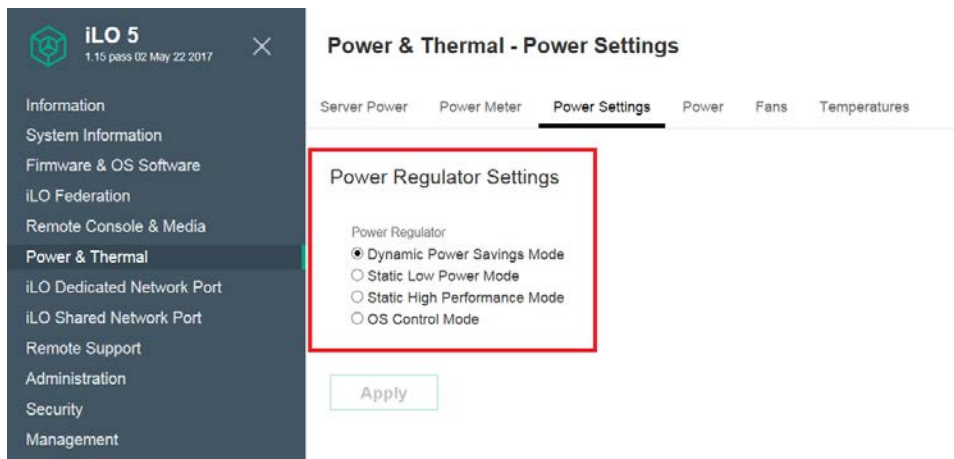 iLO 5
1.15 pass 02 May 22 2017
Information
System Information
Firmware & OS Software
iLO Federation
Remote Console & Media
Power & Thermal
iLO Dedicated Network Port
iLO Shared Network Port
Remote Support
Administration
Security
Management
Power & Thermal - Power Settings
Server Power Power Meter Power Settings Power Fans Temperatures
Power Regulator Settings
Power Regulator
Dynamic Power Savings Mode
Static Low Power Mode
Static High Performance Mode
OS Control Mode
Apply